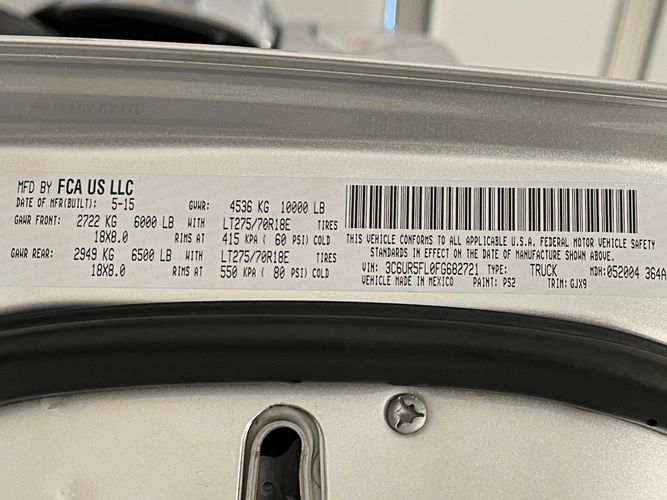 MFD BY FCA US LLC
DATE OF MFR(BUILT): 5-15 GVWR: 4536 KG 10000 LB
GAWR FRONT: 2722 KG 6000 LB WITH LT275/70R18E TIRES
18X8.0 RIMS AT 415 KPA ( 60 PSI) COLD
GAWR REAR: 2949 KG 6500 LB WITH LT275/70R18E TIRES
18X8.0 RIMS AT 550 KPA ( 80 PSI) COLD
THIS VEHICLE CONFORMS TO ALL APPLICABLE U.S.A. FEDERAL MOTOR VEHICLE SAFETY
STANDARDS IN EFFECT ON THE DATE OF MANUFACTURE SHOWN ABOVE.
VIN: 3C6UR5FL0FG682721 TYPE: TRUCK MDH:052004 364A
VEHICLE MADE IN MEXICO PAINT: PS2 TRIM: GJX9